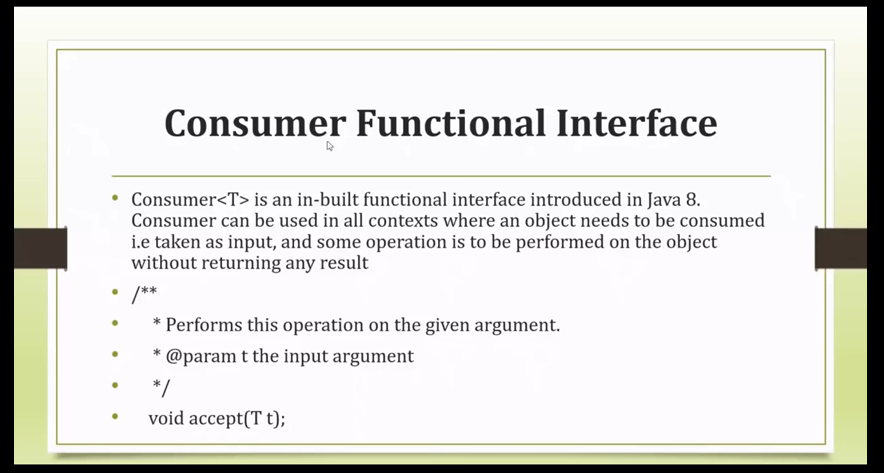 Consumer Functional Interface
• Consumer<T> is an in-built functional interface introduced in Java 8.
Consumer can be used in all contexts where an object needs to be consumed
i.e taken as input, and some operation is to be performed on the object
without returning any result
• /**
• * Performs this operation on the given argument.
• * @param t the input argument
• */
• void accept(T t);